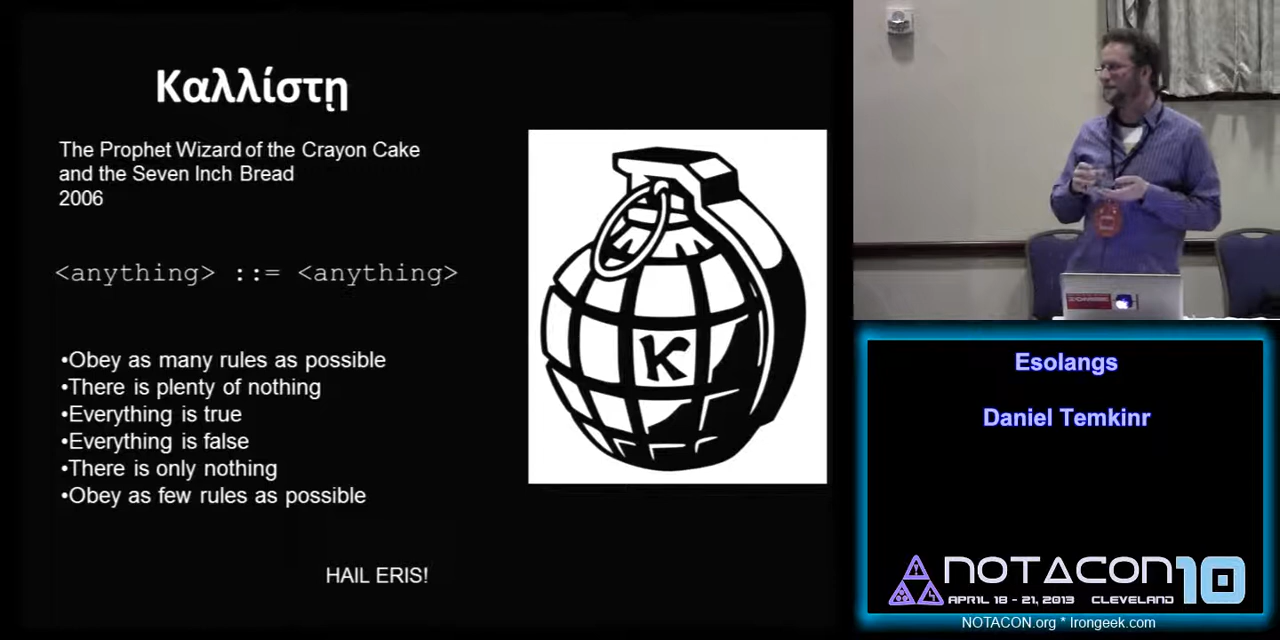 Καλλίστῃ
The Prophet Wizard of the Crayon Cake
and the Seven Inch Bread
2006
<anything> ::= <anything>
•Obey as many rules as possible
•There is plenty of nothing
•Everything is true
•Everything is false
•There is only nothing
•Obey as few rules as possible
HAIL ERIS!
K
Esolangs
Daniel Temkinr
NOTACON 10
APRIL 18 - 21, 2013 CLEVELAND
NOTACON.org * Irongeek.com